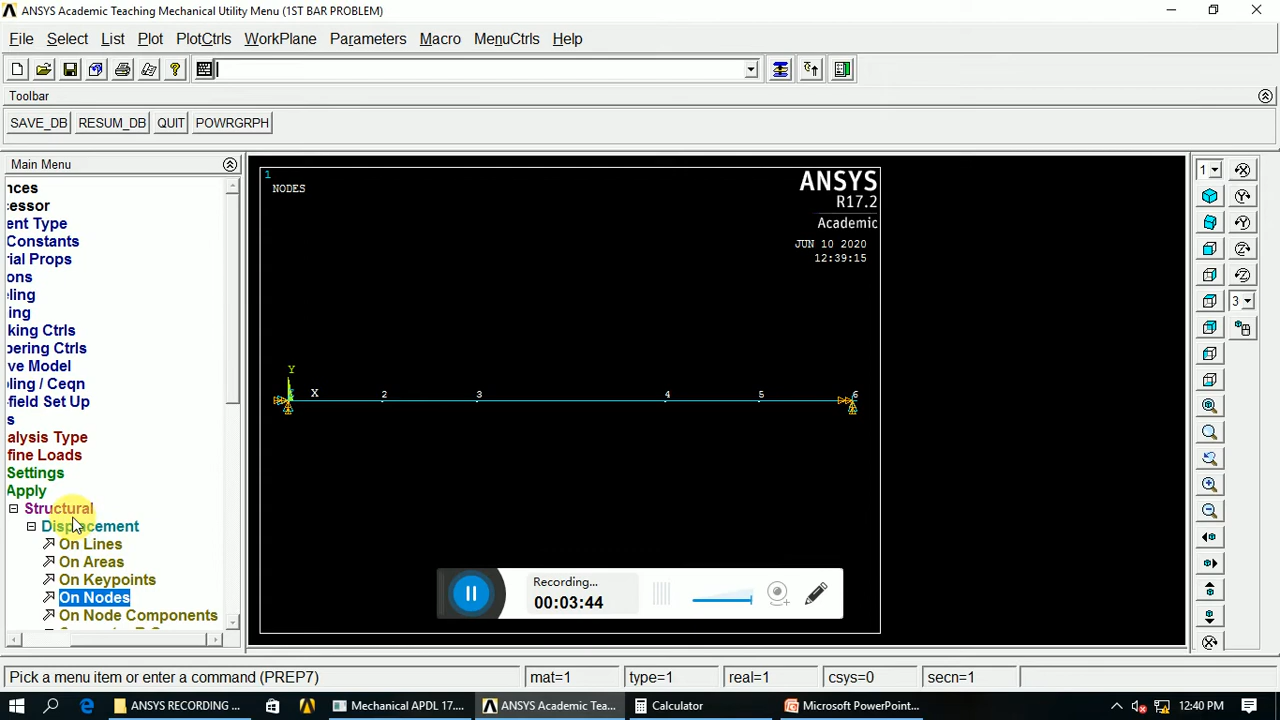 ANSYS Academic Teaching Mechanical Utility Menu (1ST BAR PROBLEM)
File Select List Plot PlotCtrls WorkPlane Parameters Macro MenuCtrls Help
Toolbar
SAVE_DB RESUM_DB QUIT POWRGRPH
Main Menu
nces
cessor
ent Type
Constants
rial Props
ons
eling
ing
king Ctrls
bering Ctrls
ve Model
ling / Ceqn
field Set Up
s
alysis Type
fine Loads
Settings
Apply
Structural
Displacement
On Lines
On Areas
On Keypoints
On Nodes
On Node Components
1
NODES
ANSYS
R17.2
Academic
JUN 10 2020
12:39:15
Y
X 2 3 4 5 6
1
3
Recording...
00:03:44
Pick a menu item or enter a command (PREP7)
mat=1 type=1 real=1 csys=0 secn=1
ANSYS RECORDING ... Mechanical APDL 17.... ANSYS Academic Tea... Calculator Microsoft PowerPoint... 12:40 PM